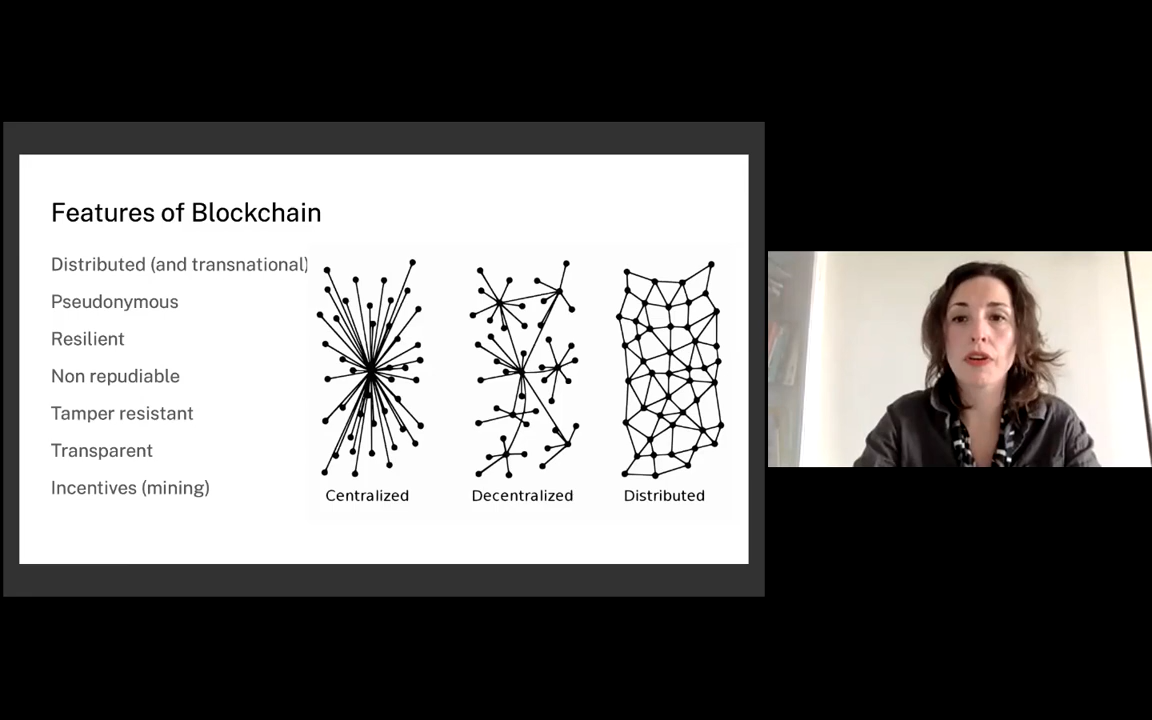 Features of Blockchain
Distributed (and transnational)
Pseudonymous
Resilient
Non repudiable
Tamper resistant
Transparent
Incentives (mining)
Centralized
Decentralized
Distributed